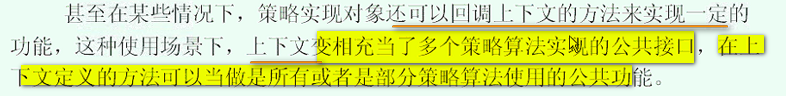 甚至在某些情况下，策略实现对象还可以回调上下文的方法来实现一定的
功能，这种使用场景下，上下文变相充当了多个策略算法实现的公共接口，在上
下文定义的方法可以当做是所有或者是部分策略算法使用的公共功能。